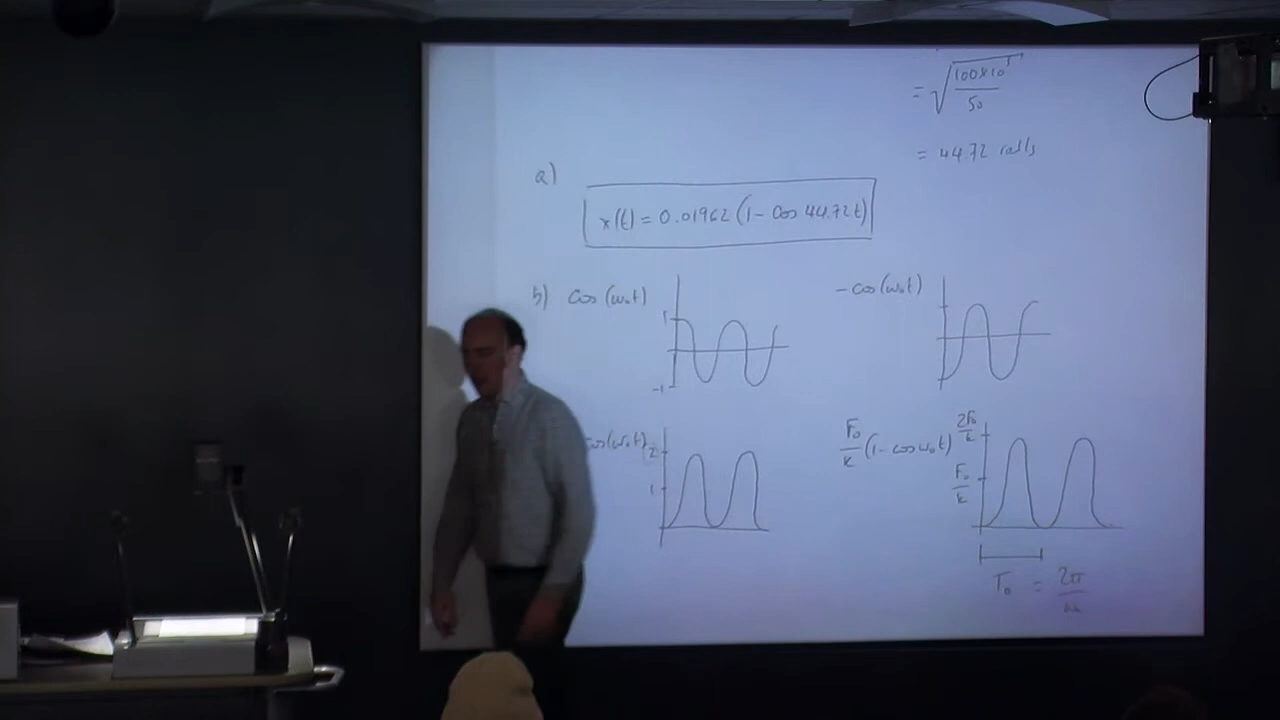 = √(100×10³ / 50)
= 44.72 rad/s
a)
x(t) = 0.01962 (1 - Cos 44.72t)
b) Cos (ω₀t)
1
-1
- Cos (ω₀t)
cos(ω₀t)
2
1
F₀/k (1 - cos ω₀t)
2F₀/k
F₀/k
T₀ = 2π/ω₀